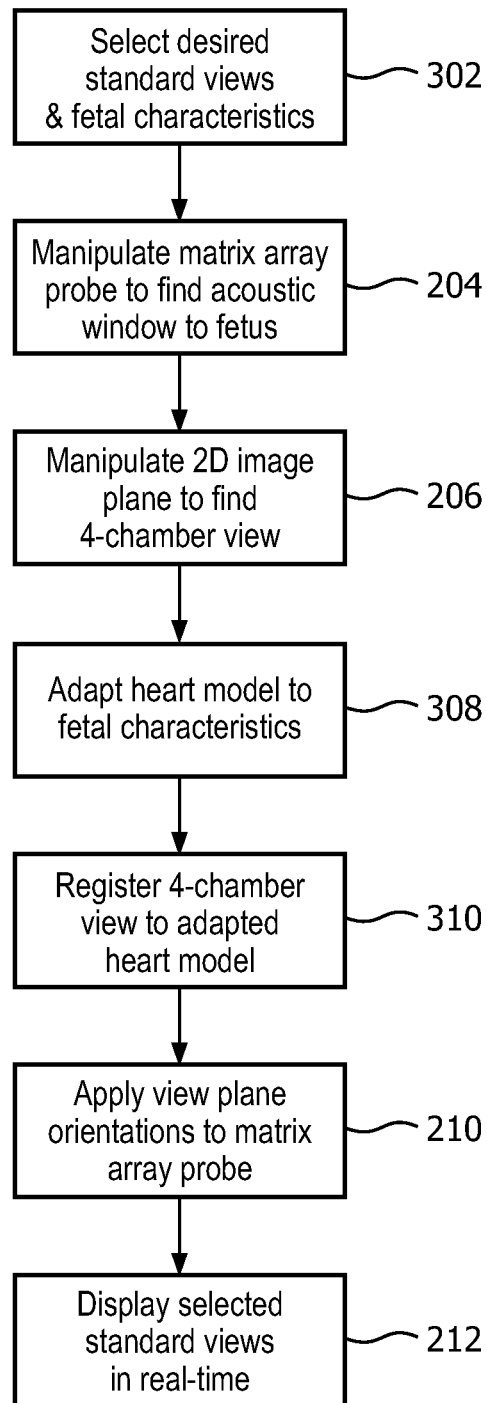 Select desired
standard views
& fetal characteristics
302
Manipulate matrix array
probe to find acoustic
window to fetus
204
Manipulate 2D image
plane to find
4-chamber view
206
Adapt heart model to
fetal characteristics
308
Register 4-chamber
view to adapted
heart model
310
Apply view plane
orientations to matrix
array probe
210
Display selected
standard views
in real-time
212